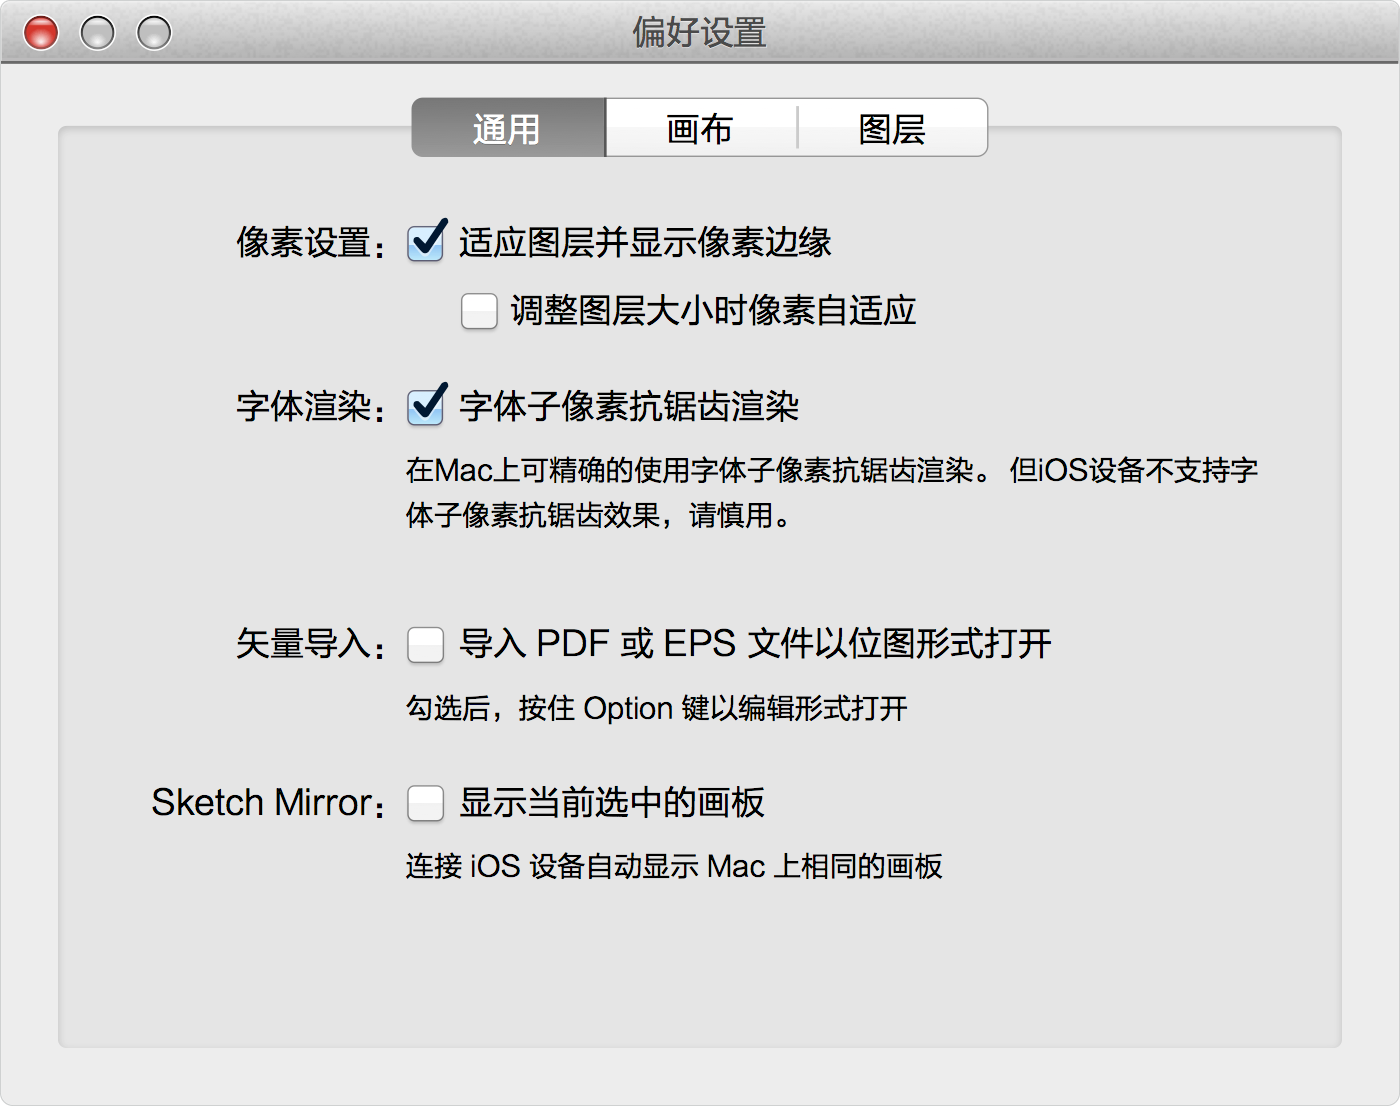 偏好设置
通用 画布 图层
像素设置： 适应图层并显示像素边缘
调整图层大小时像素自适应
字体渲染： 字体子像素抗锯齿渲染
在Mac上可精确的使用字体子像素抗锯齿渲染。 但iOS设备不支持字
体子像素抗锯齿效果，请慎用。
矢量导入： 导入 PDF 或 EPS 文件以位图形式打开
勾选后，按住 Option 键以编辑形式打开
Sketch Mirror： 显示当前选中的画板
连接 iOS 设备自动显示 Mac 上相同的画板